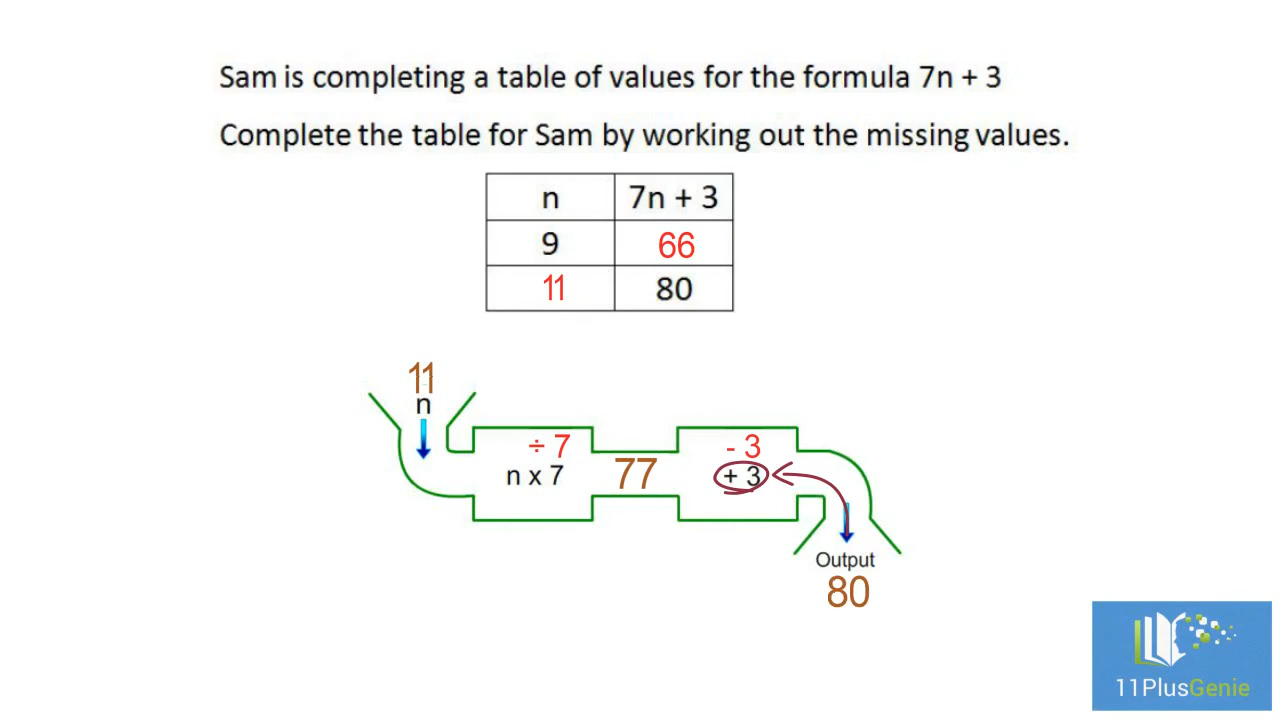 Sam is completing a table of values for the formula 7n + 3
Complete the table for Sam by working out the missing values.
n 7n + 3
9 66
11 80
11
n
÷ 7 - 3
n x 7 77 + 3
Output
80
11PlusGenie